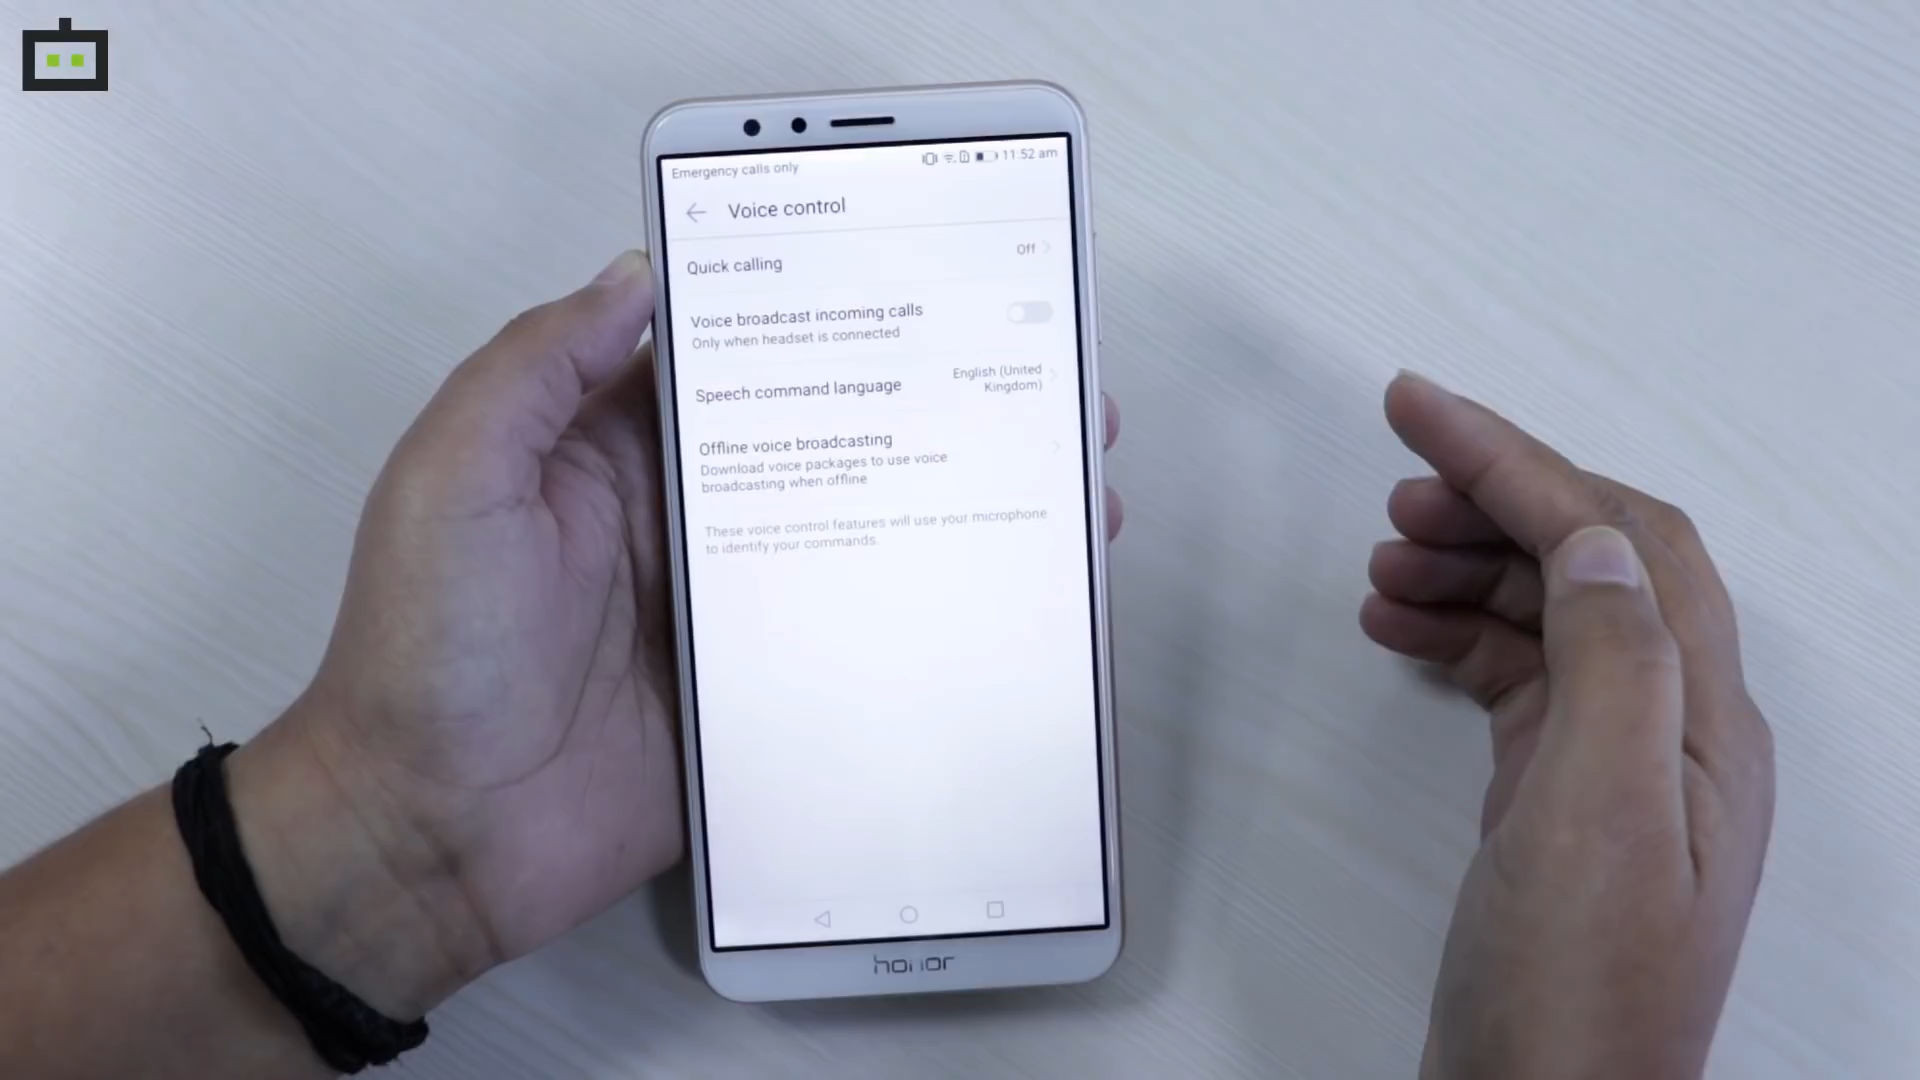 Emergency calls only
11:52 am
Voice control
Quick calling
Off
Voice broadcast incoming calls
Only when headset is connected
Speech command language
English (United
Kingdom)
Offline voice broadcasting
Download voice packages to use voice
broadcasting when offline
These voice control features will use your microphone
to identify your commands.
honor